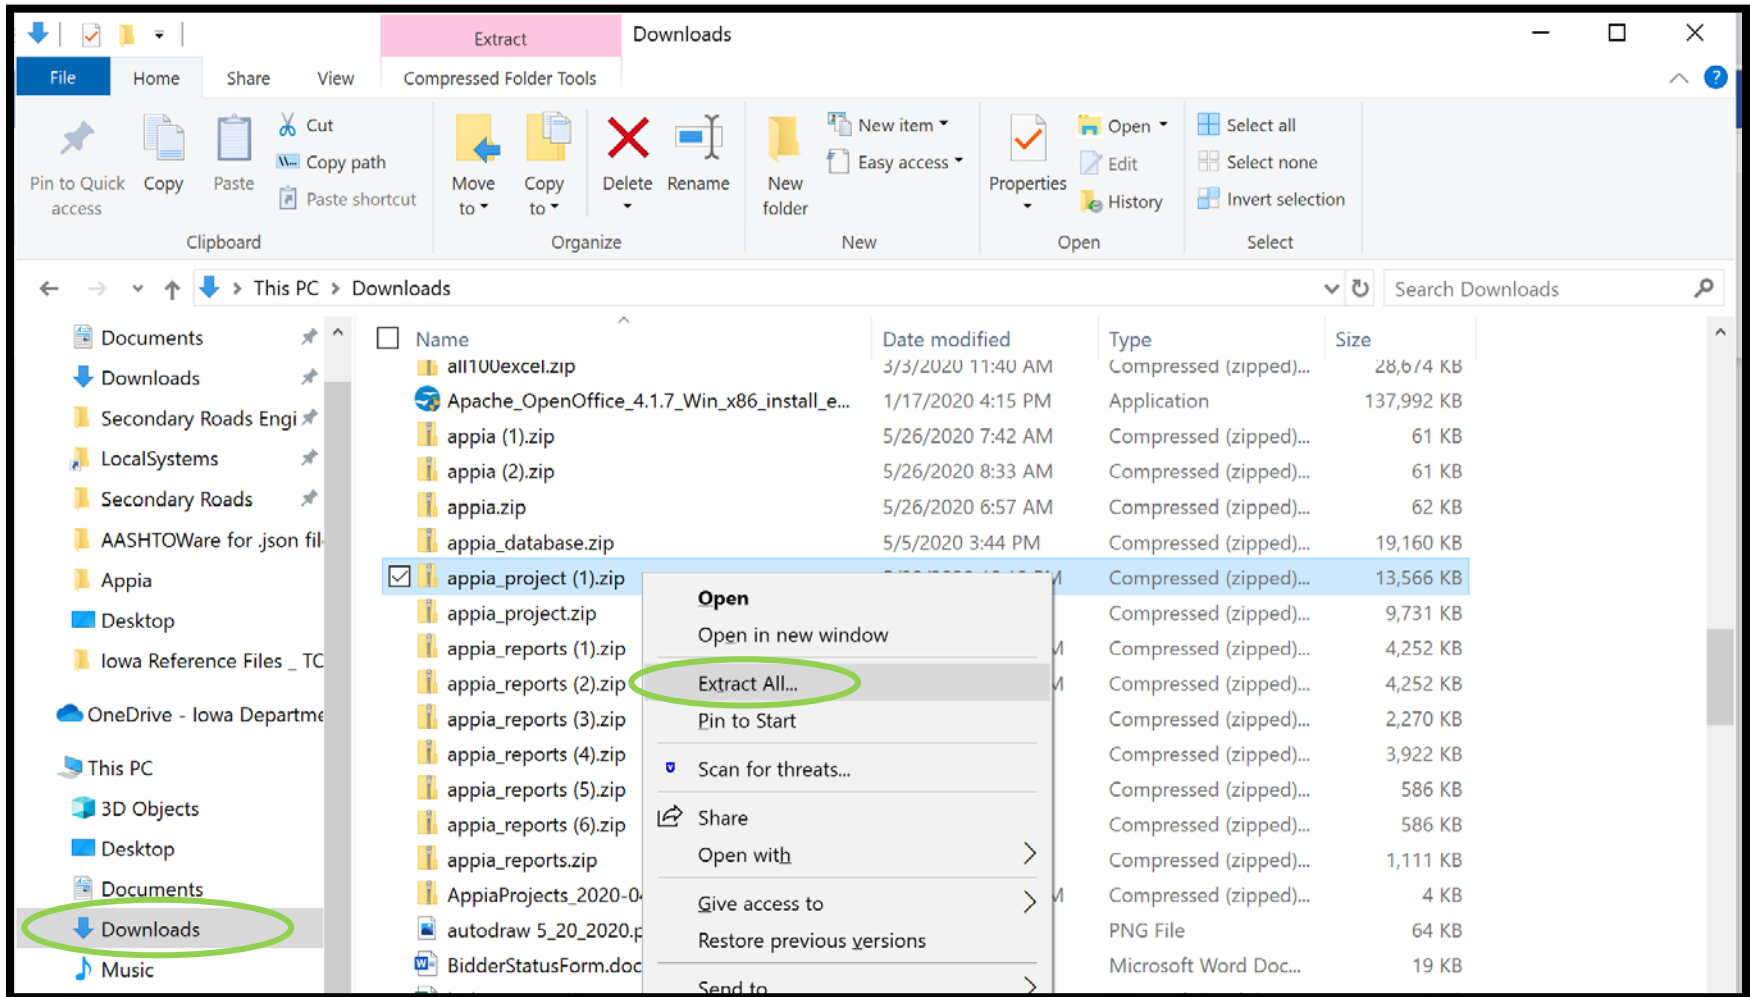 Extract
Downloads
File
Home
Share
View
Compressed Folder Tools
?
Pin to Quick
access
Copy
Paste
Cut
Copy path
Paste shortcut
Clipboard
Move
to
Copy
to
Delete
Rename
Organize
New
folder
New item
Easy access
New
Properties
Open
Edit
History
Open
Select all
Select none
Invert selection
Select
This PC > Downloads
Search Downloads
Documents
Downloads
Secondary Roads Engi
LocalSystems
Secondary Roads
AASHTOWare for .json fil
Appia
Desktop
Iowa Reference Files _ TC
OneDrive - Iowa Departme
This PC
3D Objects
Desktop
Documents
Downloads
Music
Name Date modified Type Size
all100excel.zip 3/3/2020 11:40 AM Compressed (zipped)... 28,674 KB
Apache_OpenOffice_4.1.7_Win_x86_install_e... 1/17/2020 4:15 PM Application 137,992 KB
appia (1).zip 5/26/2020 7:42 AM Compressed (zipped)... 61 KB
appia (2).zip 5/26/2020 8:33 AM Compressed (zipped)... 61 KB
appia.zip 5/26/2020 6:57 AM Compressed (zipped)... 62 KB
appia_database.zip 5/5/2020 3:44 PM Compressed (zipped)... 19,160 KB
appia_project (1).zip Compressed (zipped)... 13,566 KB
appia_project.zip Compressed (zipped)... 9,731 KB
appia_reports (1).zip Compressed (zipped)... 4,252 KB
appia_reports (2).zip Compressed (zipped)... 4,252 KB
appia_reports (3).zip Compressed (zipped)... 2,270 KB
appia_reports (4).zip Compressed (zipped)... 3,922 KB
appia_reports (5).zip Compressed (zipped)... 586 KB
appia_reports (6).zip Compressed (zipped)... 586 KB
appia_reports.zip Compressed (zipped)... 1,111 KB
AppiaProjects_2020-04 Compressed (zipped)... 4 KB
autodraw 5_20_2020.p PNG File 64 KB
BidderStatusForm.doc Microsoft Word Doc... 19 KB
Open
Open in new window
Extract All...
Pin to Start
Scan for threats...
Share
Open with
Give access to
Restore previous versions
Send to